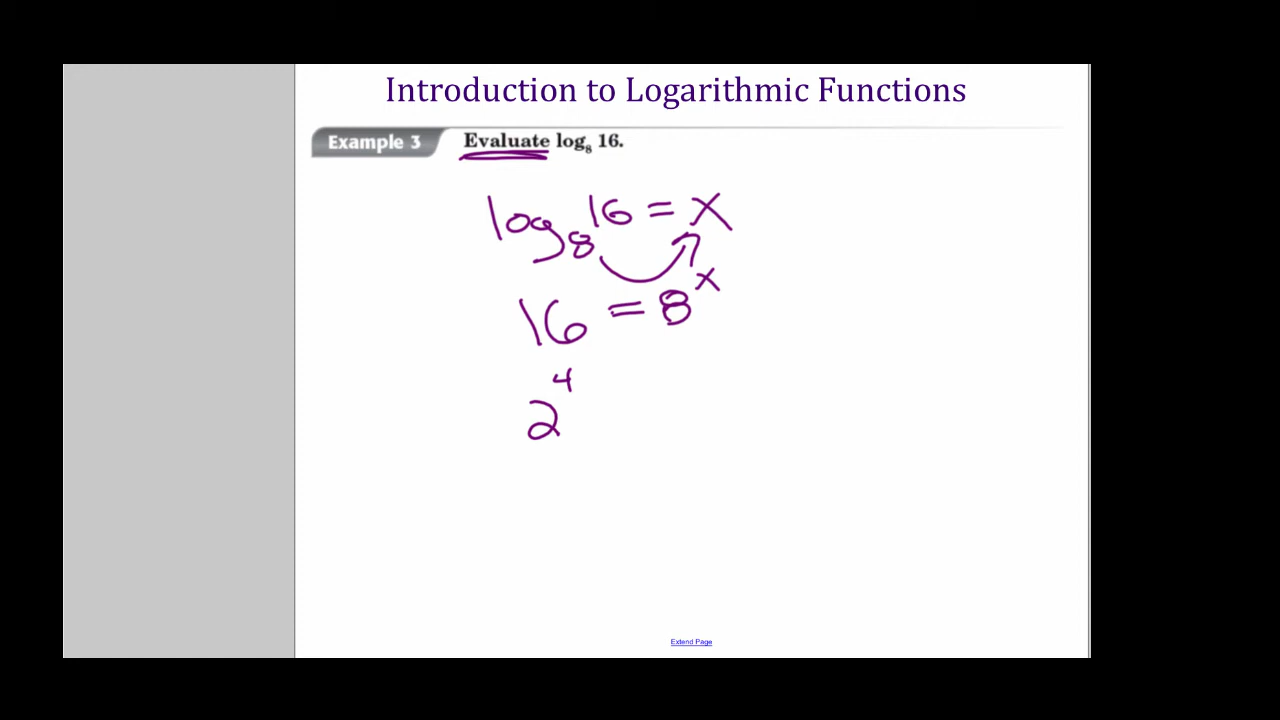 Introduction to Logarithmic Functions
Example 3 Evaluate log₈ 16.
log₈ 16 = x
16 = 8ˣ
2⁴
Extend Page